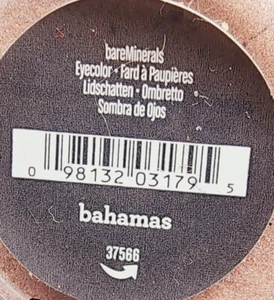 bareMinerals
Eyecolor • Fard à Paupières
Lidschatten • Ombretto
Sombra de Ojos
0 98132 03179 5
bahamas
37566